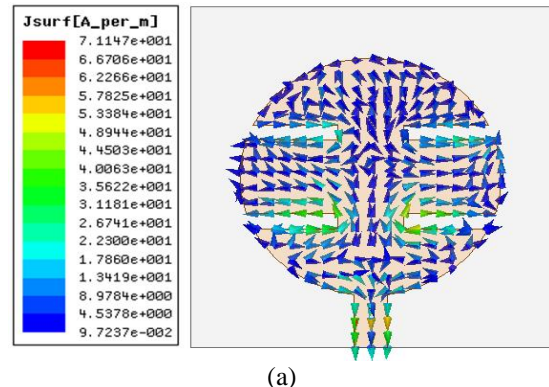 Jsurf[A_per_m]
7.1147e+001
6.6706e+001
6.2266e+001
5.7825e+001
5.3384e+001
4.8944e+001
4.4503e+001
4.0063e+001
3.5622e+001
3.1181e+001
2.6741e+001
2.2300e+001
1.7860e+001
1.3419e+001
8.9784e+000
4.5378e+000
9.7237e-002
(a)